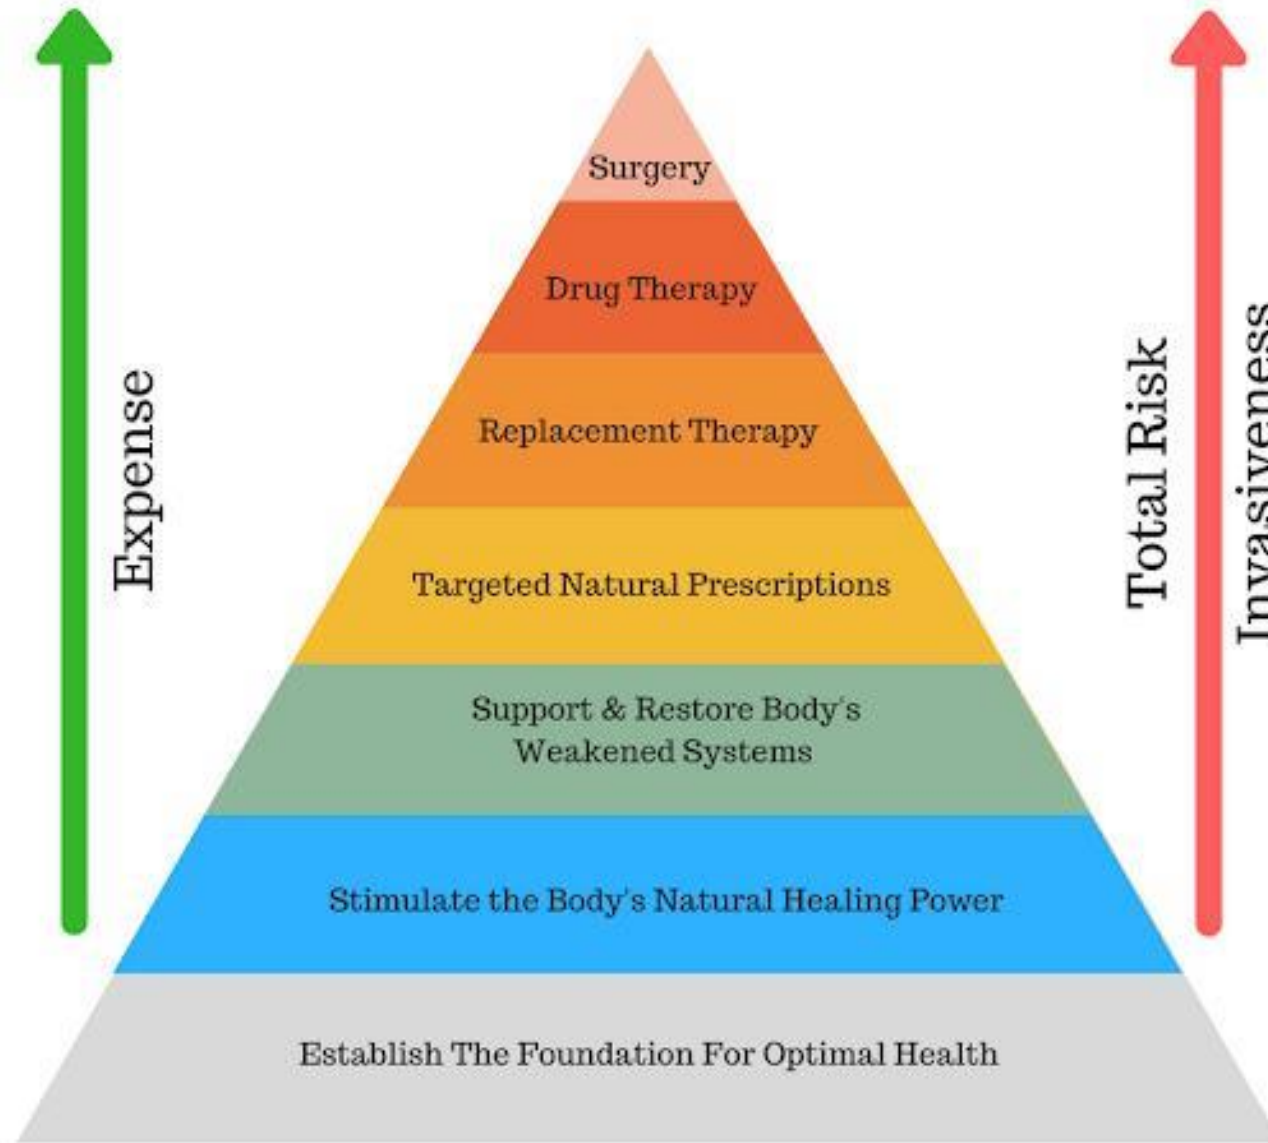 Surgery
Drug Therapy
Replacement Therapy
Targeted Natural Prescriptions
Support & Restore Body's
Weakened Systems
Stimulate the Body's Natural Healing Power
Establish The Foundation For Optimal Health
Expense
Total Risk
Invasiveness